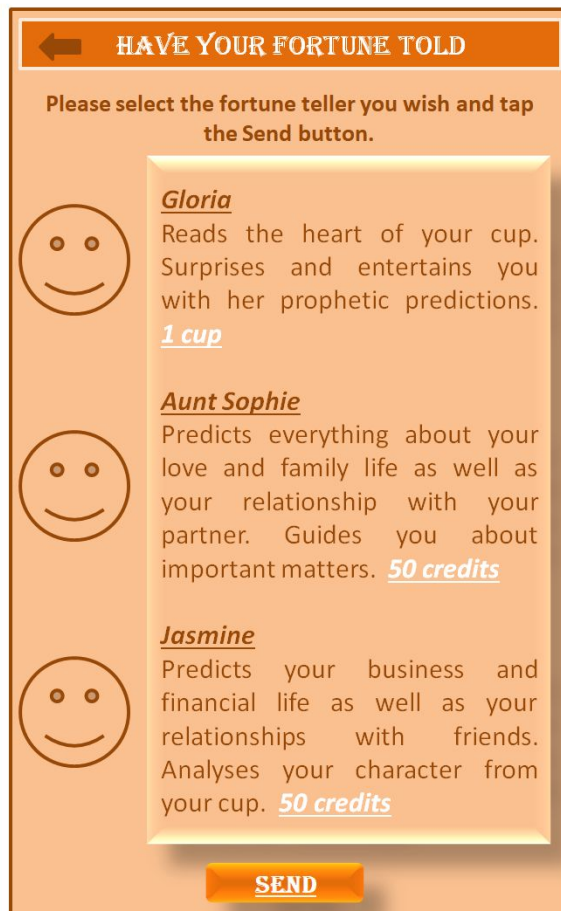 HAVE YOUR FORTUNE TOLD
Please select the fortune teller you wish and tap
the Send button.
Gloria
Reads the heart of your cup.
Surprises and entertains you
with her prophetic predictions.
1 cup
Aunt Sophie
Predicts everything about your
love and family life as well as
your relationship with your
partner. Guides you about
important matters. 50 credits
Jasmine
Predicts your business and
financial life as well as your
relationships with friends.
Analyses your character from
your cup. 50 credits
SEND